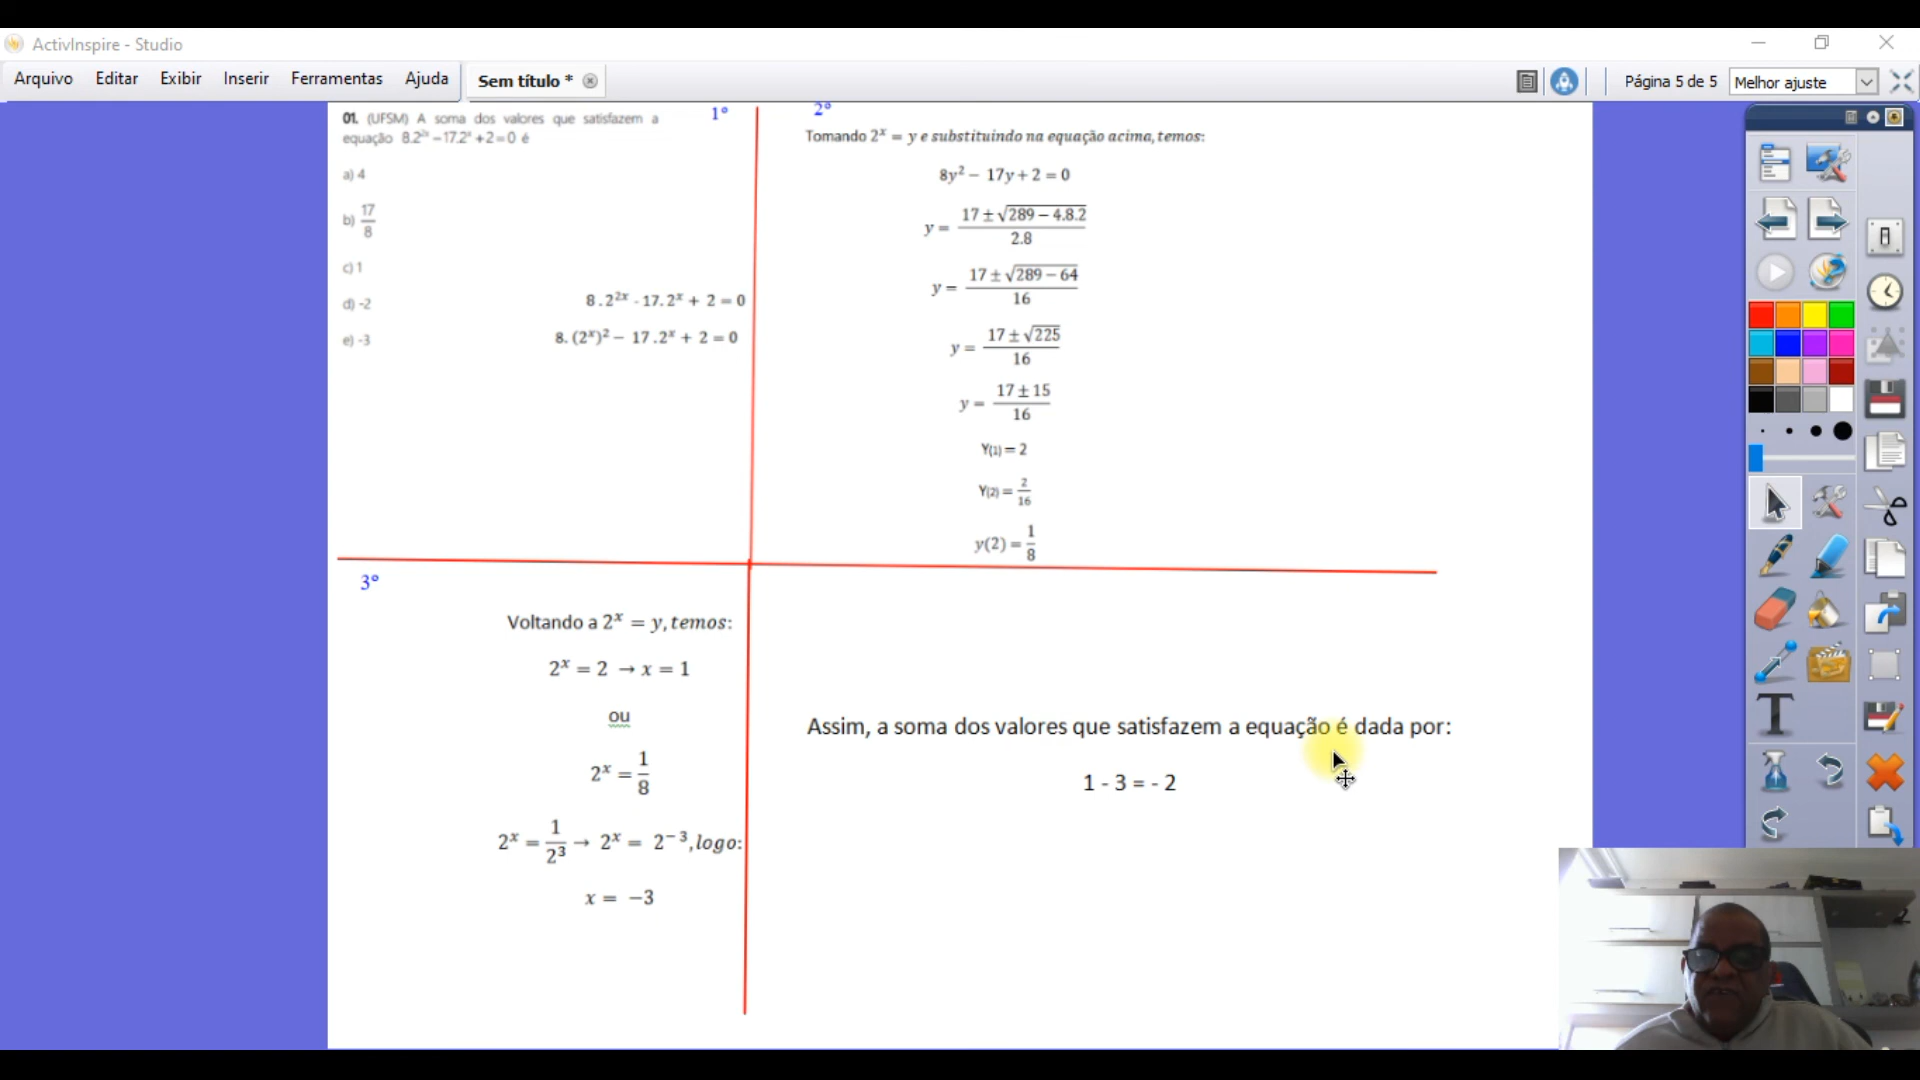 ActivInspire - Studio
Arquivo Editar Exibir Inserir Ferramentas Ajuda
Sem título *
Página 5 de 5
Melhor ajuste
01. (UFSM) A soma dos valores que satisfazem a
equação 8.2²ˣ – 17.2ˣ + 2 = 0 é
a) 4
b) 17/8
c) 1
d) -2
e) -3
1º
8 . 2²ˣ - 17. 2ˣ + 2 = 0
8. (2ˣ)² – 17 .2ˣ + 2 = 0
2º
Tomando 2ˣ = y e substituindo na equação acima, temos:
8y² – 17y + 2 = 0
y = (17 ± √(289 – 4.8.2))/2.8
y = (17 ± √(289 – 64))/16
y = (17 ± √225)/16
y = (17 ± 15)/16
Y(1) = 2
Y(2) = 2/16
y(2) = 1/8
3º
Voltando a 2ˣ = y, temos:
2ˣ = 2 → x = 1
ou
2ˣ = 1/8
2ˣ = 1/2³ → 2ˣ = 2⁻³, logo:
x = −3
Assim, a soma dos valores que satisfazem a equação é dada por:
1 - 3 = - 2